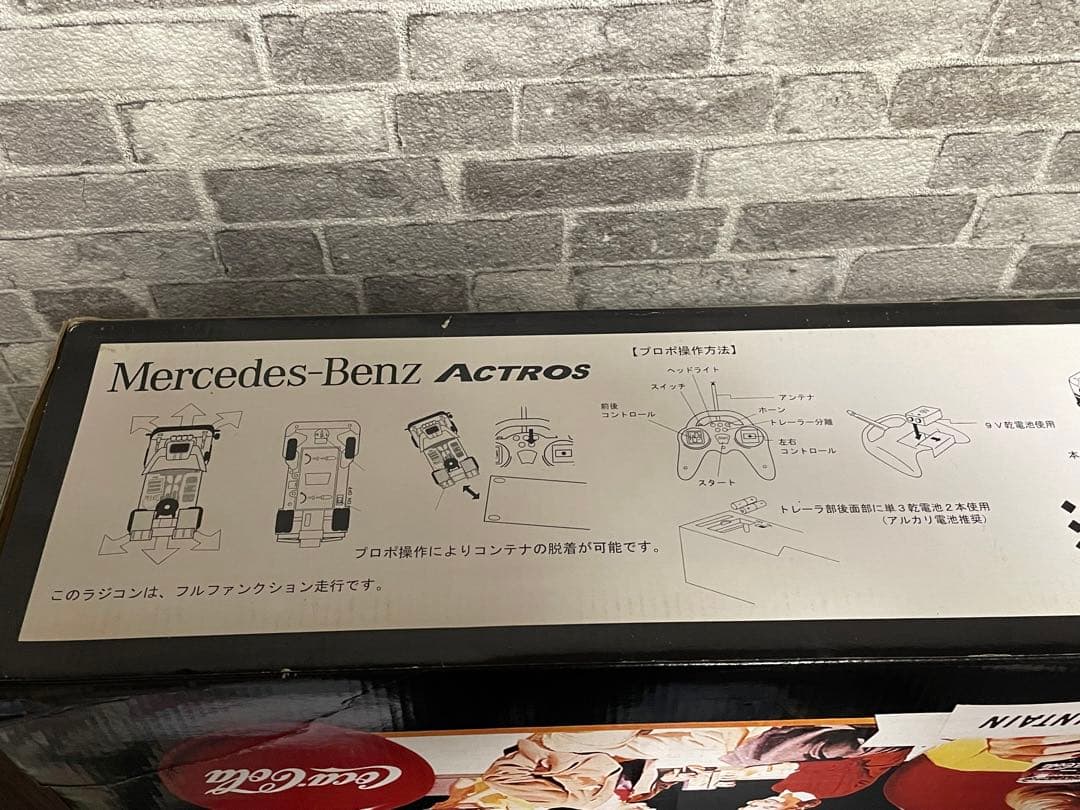 Mercedes-Benz ACTROS
【プロポ操作方法】
ヘッドライト
スイッチ
アンテナ
前後
コントロール
ホーン
トレーラー分離
左右
コントロール
スタート
9V乾電池使用
トレーラ部後面部に単3乾電池2本使用
(アルカリ電池推奨)
プロポ操作によりコンテナの脱着が可能です。
このラジコンは、フルファンクション走行です。
本
Coca-Cola
NTAIN